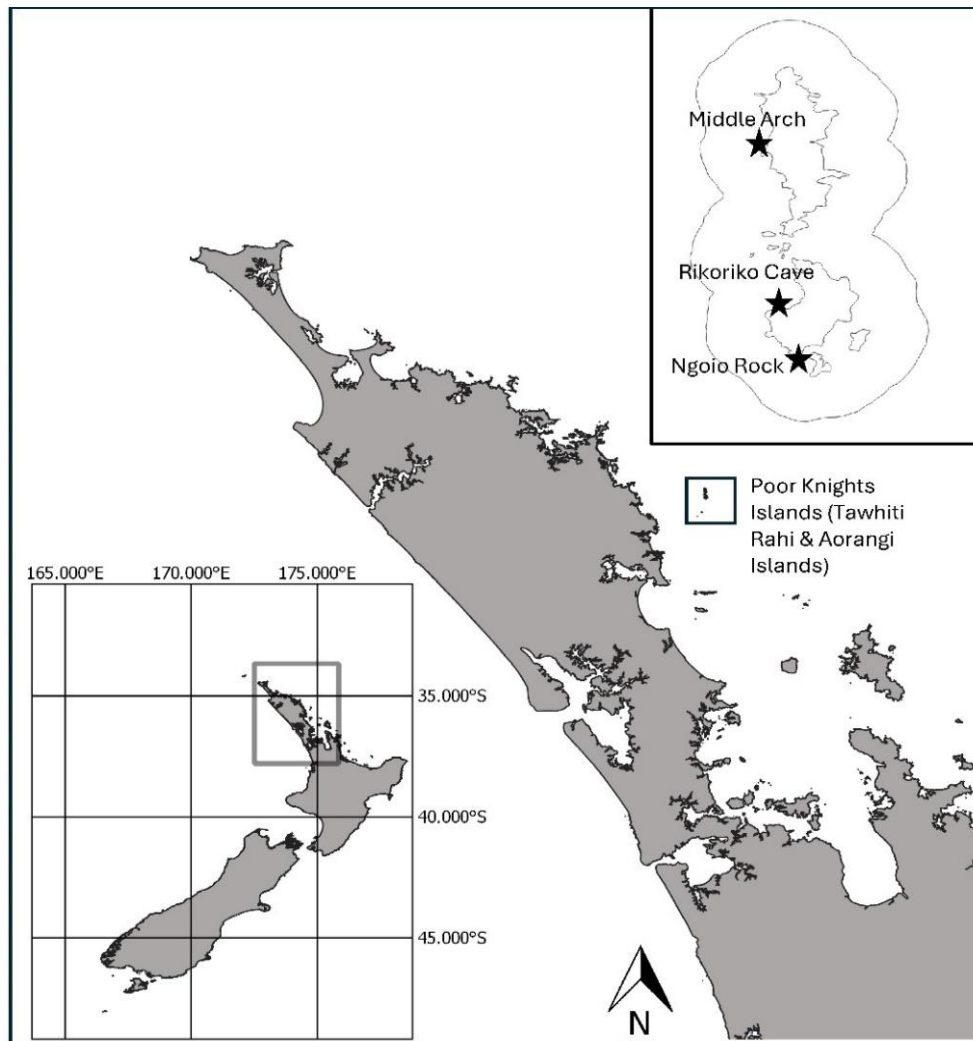 Middle Arch
Rikoriko Cave
Ngoio Rock
Poor Knights
Islands (Tawhiti
Rahi & Aorangi
Islands)
165.000°E 170.000°E 175.000°E
35.000°S
40.000°S
45.000°S
N